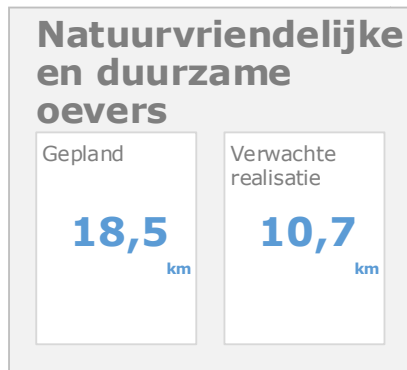 Natuurvriendelijke
en duurzame
oevers
Gepland
18,5
km
Verwachte
realisatie
10,7
km